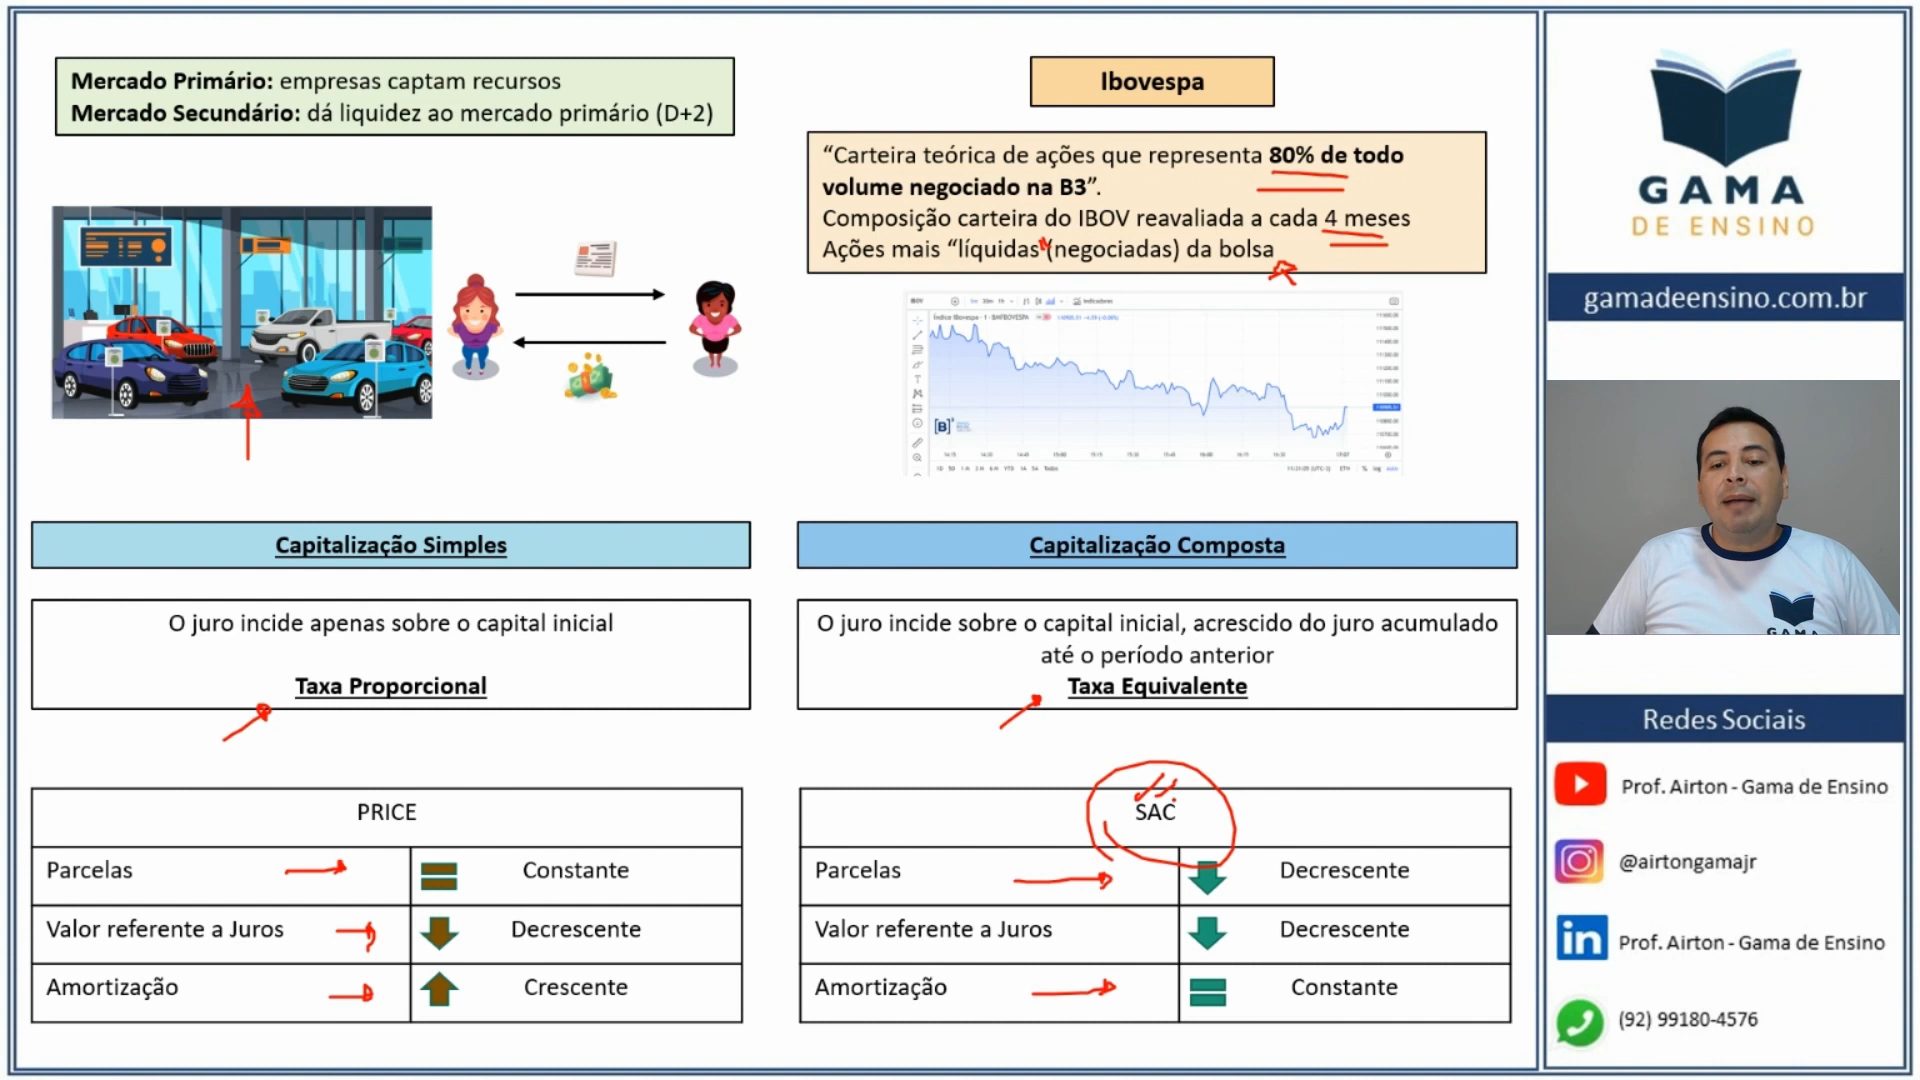 Mercado Primário: empresas captam recursos
Mercado Secundário: dá liquidez ao mercado primário (D+2)
Ibovespa
“Carteira teórica de ações que representa 80% de todo
volume negociado na B3”.
Composição carteira do IBOV reavaliada a cada 4 meses
Ações mais “líquidas” (negociadas) da bolsa
[B]³
Capitalização Simples
O juro incide apenas sobre o capital inicial
Taxa Proporcional
Capitalização Composta
O juro incide sobre o capital inicial, acrescido do juro acumulado
até o período anterior
Taxa Equivalente
PRICE
Parcelas Constante
Valor referente a Juros Decrescente
Amortização Crescente
SAC
Parcelas Decrescente
Valor referente a Juros Decrescente
Amortização Constante
GAMA
DE ENSINO
gamadeensino.com.br
GAMA
Redes Sociais
Prof. Airton - Gama de Ensino
@airtongamajr
in
Prof. Airton - Gama de Ensino
(92) 99180-4576